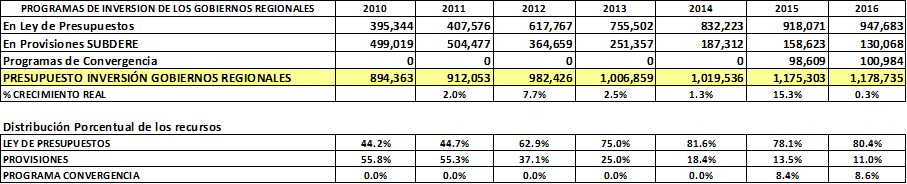 PROGRAMAS DE INVERSION DE LOS GOBIERNOS REGIONALES 2010 2011 2012 2013 2014 2015 2016
En Ley de Presupuestos 395,344 407,576 617,767 755,502 832,223 918,071 947,683
En Provisiones SUBDERE 499,019 504,477 364,659 251,357 187,312 158,623 130,068
Programas de Convergencia 0 0 0 0 0 98,609 100,984
PRESUPUESTO INVERSIÓN GOBIERNOS REGIONALES 894,363 912,053 982,426 1,006,859 1,019,536 1,175,303 1,178,735
% CRECIMIENTO REAL 2.0% 7.7% 2.5% 1.3% 15.3% 0.3%
Distribución Porcentual de los recursos
LEY DE PRESUPUESTOS 44.2% 44.7% 62.9% 75.0% 81.6% 78.1% 80.4%
PROVISIONES 55.8% 55.3% 37.1% 25.0% 18.4% 13.5% 11.0%
PROGRAMA CONVERGENCIA 0.0% 0.0% 0.0% 0.0% 0.0% 8.4% 8.6%